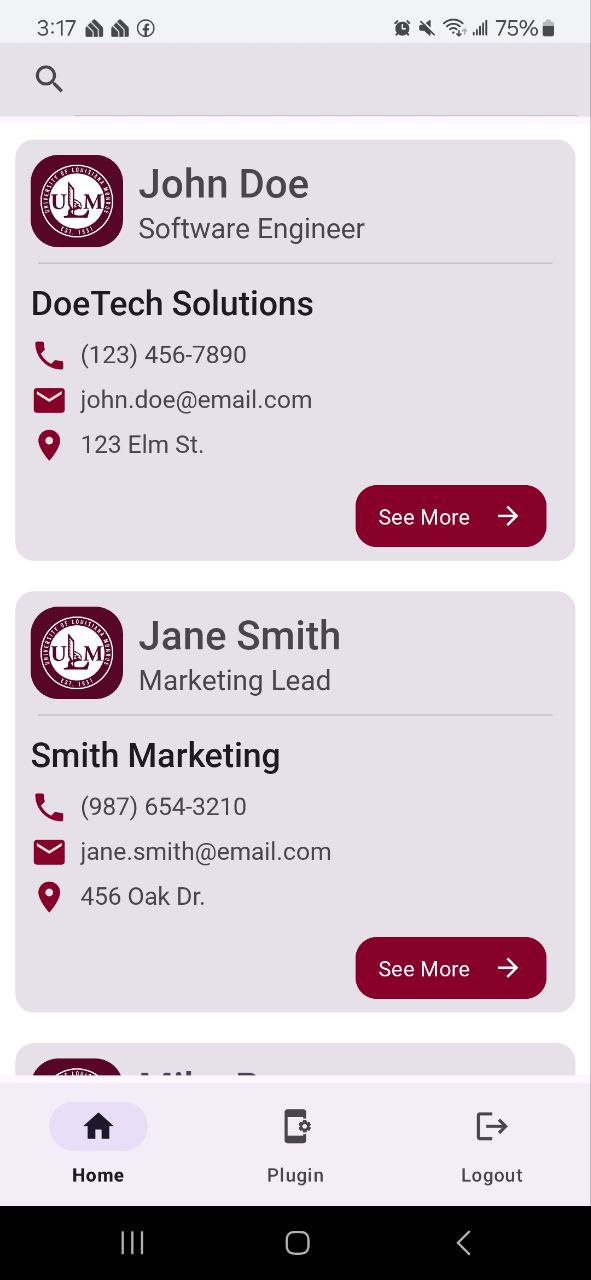 3:17 75%
John Doe
Software Engineer
UNIVERSITY OF LOUISIANA MONROE
ULM
EST. 1931
DoeTech Solutions
(123) 456-7890
john.doe@email.com
123 Elm St.
See More
Jane Smith
Marketing Lead
UNIVERSITY OF LOUISIANA MONROE
ULM
EST. 1931
Smith Marketing
(987) 654-3210
jane.smith@email.com
456 Oak Dr.
See More
Home Plugin Logout